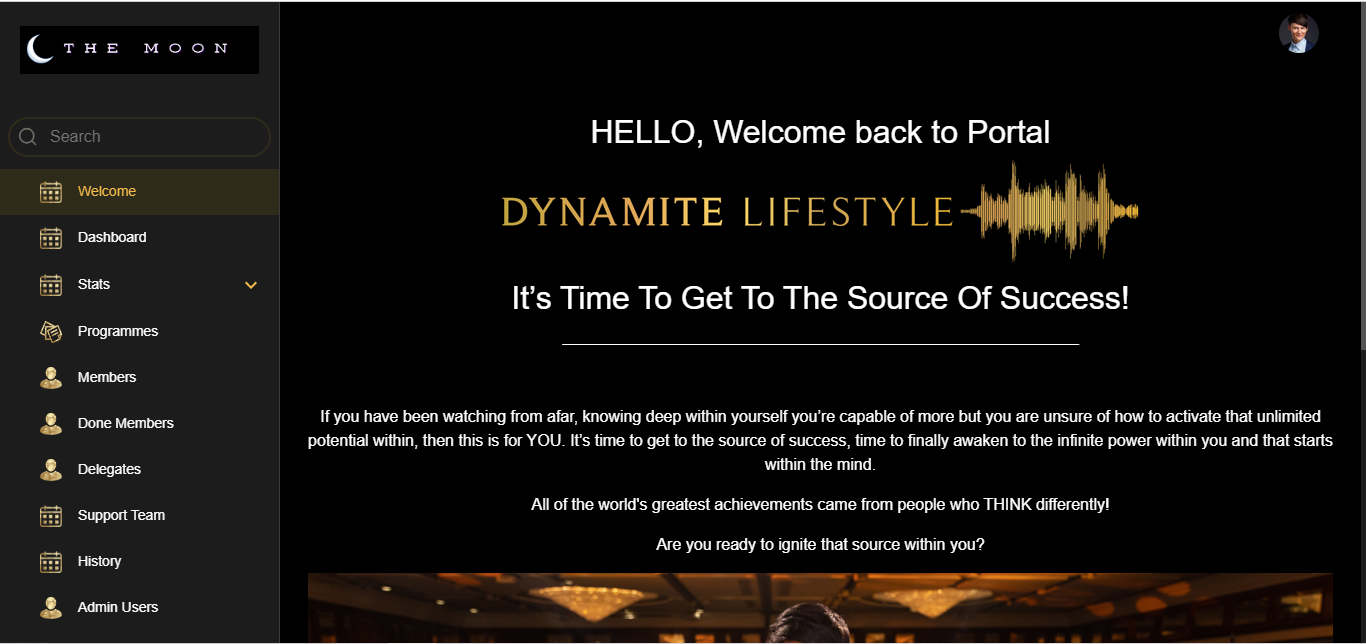 THE MOON
Search
Welcome
Dashboard
Stats
Programmes
Members
Done Members
Delegates
Support Team
History
Admin Users
HELLO, Welcome back to Portal
DYNAMITE LIFESTYLE
It’s Time To Get To The Source Of Success!
If you have been watching from afar, knowing deep within yourself you’re capable of more but you are unsure of how to activate that unlimited
potential within, then this is for YOU. It’s time to get to the source of success, time to finally awaken to the infinite power within you and that starts
within the mind.
All of the world's greatest achievements came from people who THINK differently!
Are you ready to ignite that source within you?